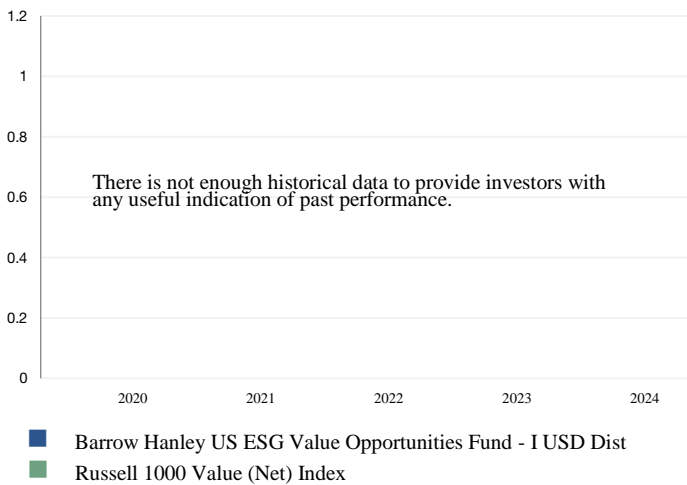 1.2
1
0.8
There is not enough historical data to provide investors with
0.6
any useful indication of past performance.
0.4
0.2
0
2020 2021 2022 2023 2024
Barrow Hanley US ESG Value Opportunities Fund - I USD Dist
Russell 1000 Value (Net) Index